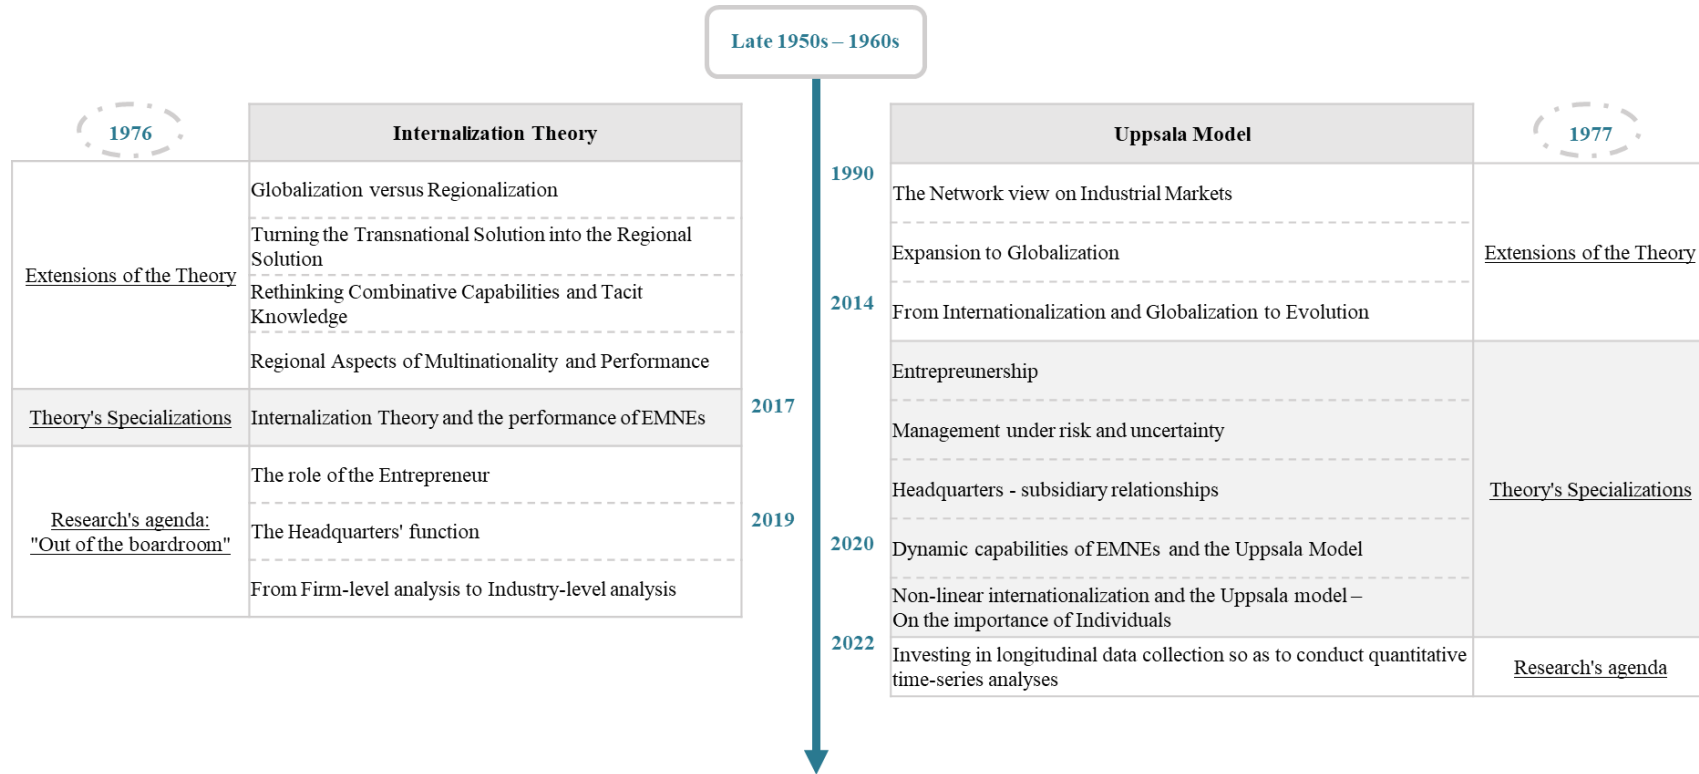 Late 1950s – 1960s
1976
Internalization Theory
Extensions of the Theory
Globalization versus Regionalization
Turning the Transnational Solution into the Regional
Solution
Rethinking Combinative Capabilities and Tacit
Knowledge
Regional Aspects of Multinationality and Performance
Theory's Specializations
Internalization Theory and the performance of EMNEs
Research's agenda:
"Out of the boardroom"
The role of the Entrepreneur
The Headquarters' function
From Firm-level analysis to Industry-level analysis
2017
2019
1990
2014
2020
2022
Uppsala Model
1977
The Network view on Industrial Markets
Expansion to Globalization
From Internationalization and Globalization to Evolution
Extensions of the Theory
Entrepreunership
Management under risk and uncertainty
Headquarters - subsidiary relationships
Dynamic capabilities of EMNEs and the Uppsala Model
Non-linear internationalization and the Uppsala model –
On the importance of Individuals
Theory's Specializations
Investing in longitudinal data collection so as to conduct quantitative
time-series analyses
Research's agenda